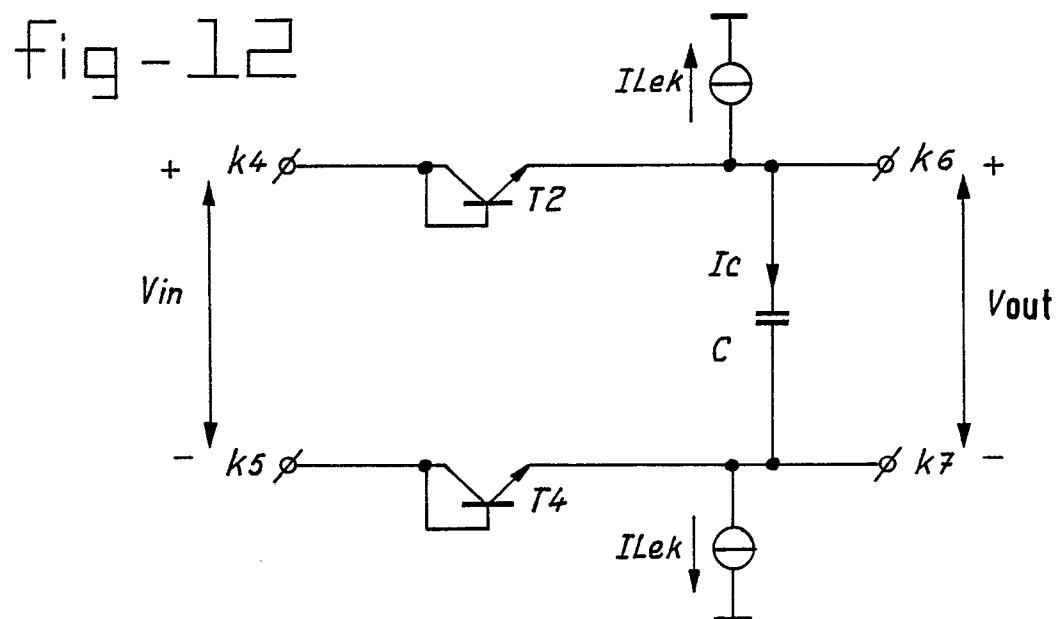 fig-12
ILek
+ k4 T2 k6 +
Vin Ic Vout
C
- k5 T4 k7 -
ILek